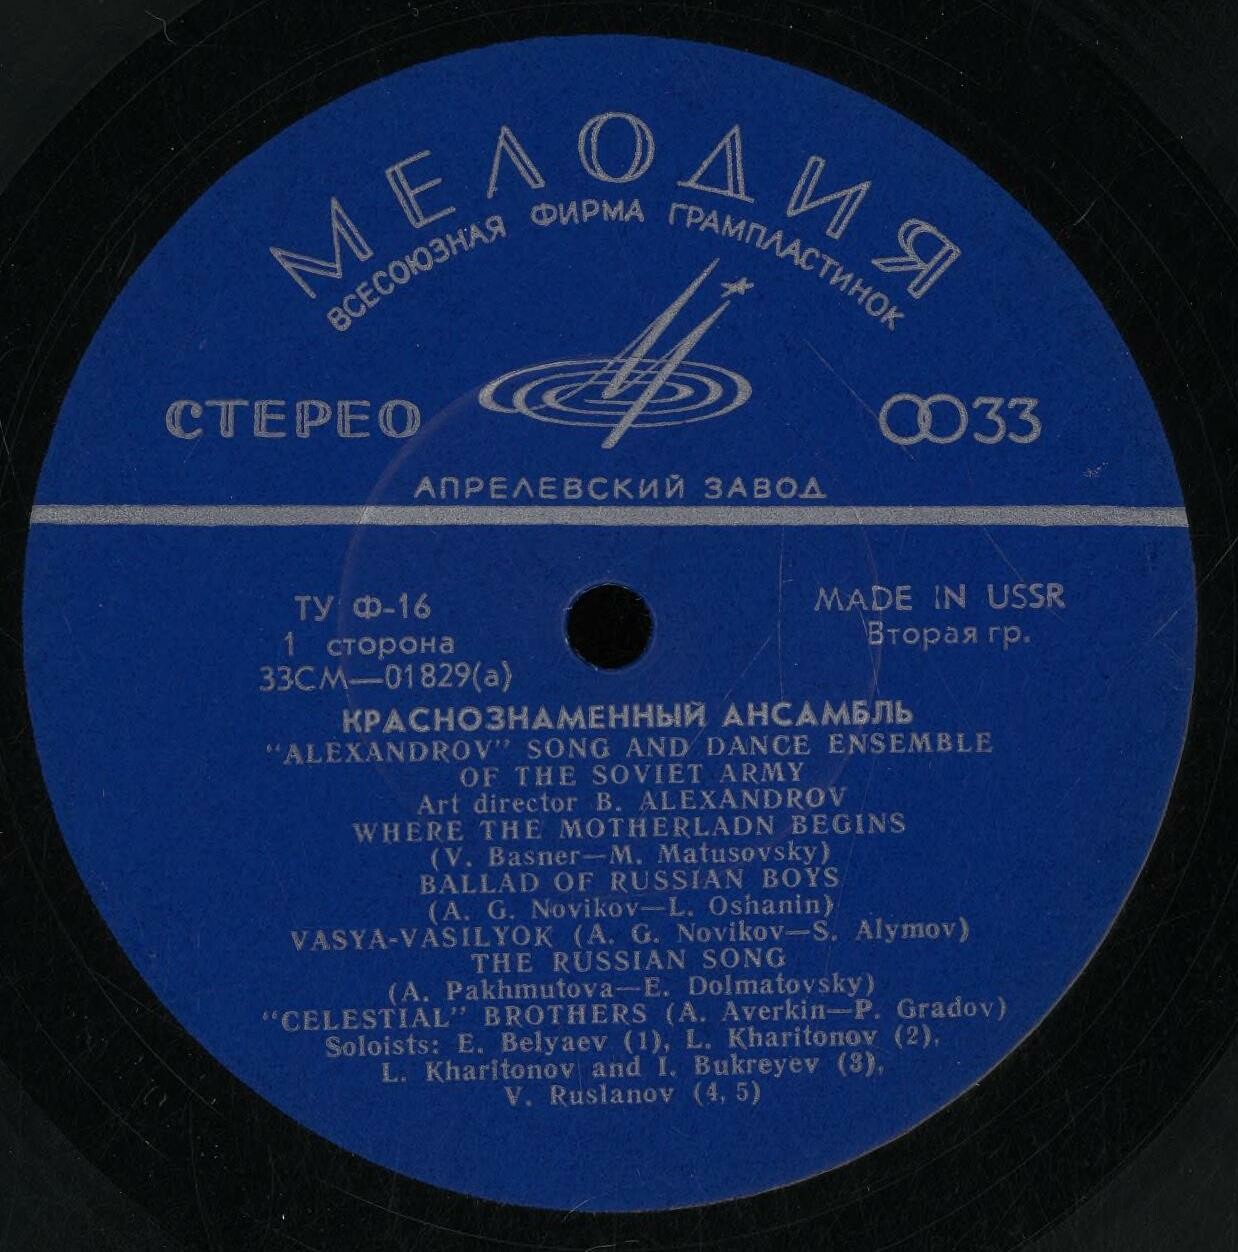 МЕЛОДИЯ
ВСЕСОЮЗНАЯ ФИРМА ГРАМПЛАСТИНОК
СТЕРЕО
33
АПРЕЛЕВСКИЙ ЗАВОД
ТУ Ф-16
MADE IN USSR
1 сторона
Вторая гр.
33СМ—01829(а)
КРАСНОЗНАМЕННЫЙ АНСАМБЛЬ
"ALEXANDROV" SONG AND DANCE ENSEMBLE
OF THE SOVIET ARMY
Art director B. ALEXANDROV
WHERE THE MOTHERLADN BEGINS
(V. Basner—M. Matusovsky)
BALLAD OF RUSSIAN BOYS
(A. G. Novikov—L. Oshanin)
VASYA-VASILYOK (A. G. Novikov—S. Alymov)
THE RUSSIAN SONG
(A. Pakhmutova—E. Dolmatovsky)
"CELESTIAL" BROTHERS (A. Averkin—P. Gradov)
Soloists: E. Belyaev (1), L. Kharitonov (2),
L. Kharitonov and I. Bukreyev (3),
V. Ruslanov (4, 5)